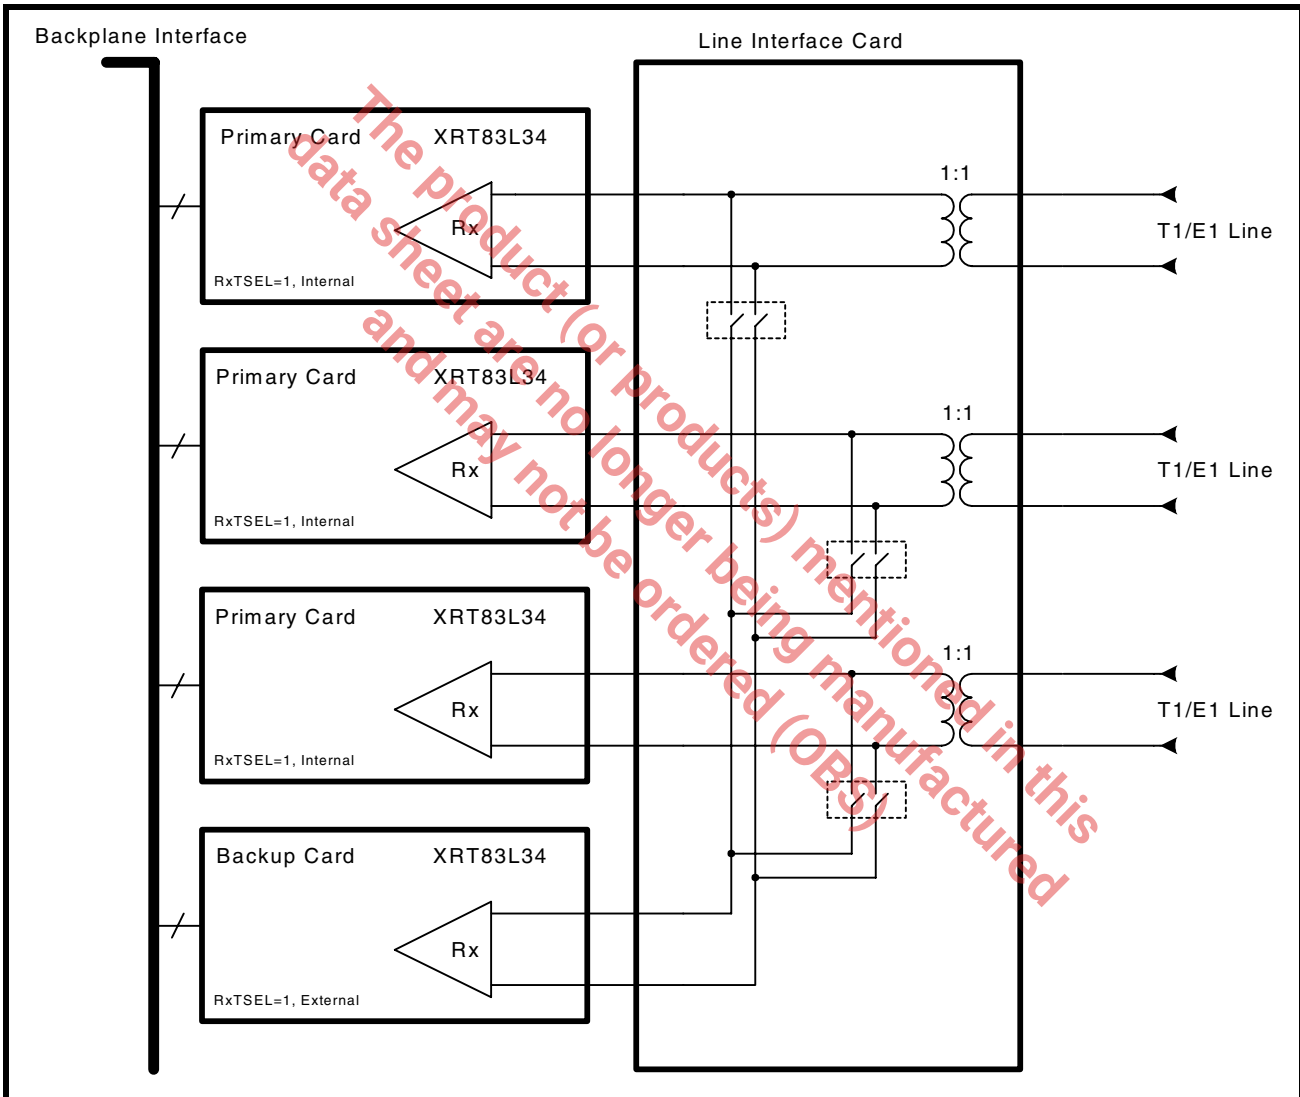 Backplane Interface
Line Interface Card
Primary Card XRT83L34
Rx
RxTSEL=1, Internal
1:1
T1/E1 Line
Primary Card XRT83L34
Rx
RxTSEL=1, Internal
1:1
T1/E1 Line
Primary Card XRT83L34
Rx
RxTSEL=1, Internal
1:1
T1/E1 Line
Backup Card XRT83L34
Rx
RxTSEL=1, External
The product (or products) mentioned in this
data sheet are no longer being manufactured
and may not be ordered (OBS)